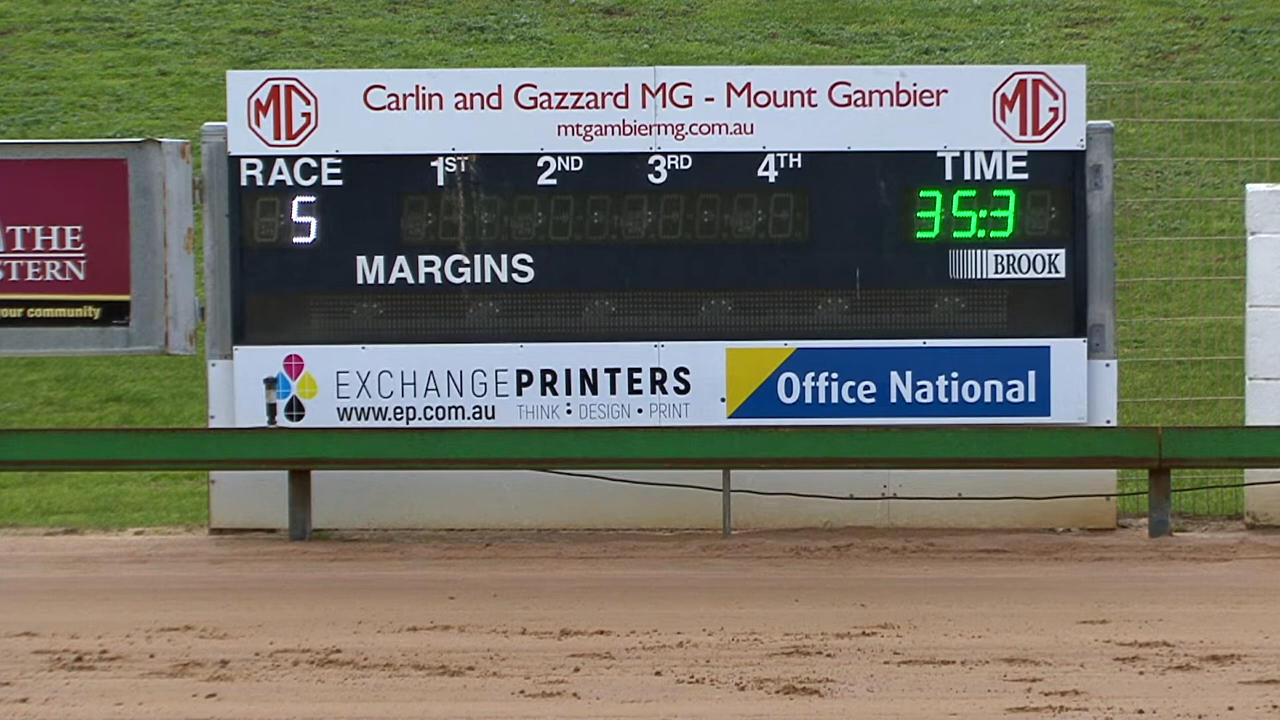 MG Carlin and Gazzard MG - Mount Gambier MG
mtgambiermg.com.au
RACE 1ST 2ND 3RD 4TH TIME
5 35:3
MARGINS BROOK
THE
STERN
our community
EXCHANGEPRINTERS
www.ep.com.au THINK : DESIGN • PRINT
Office National